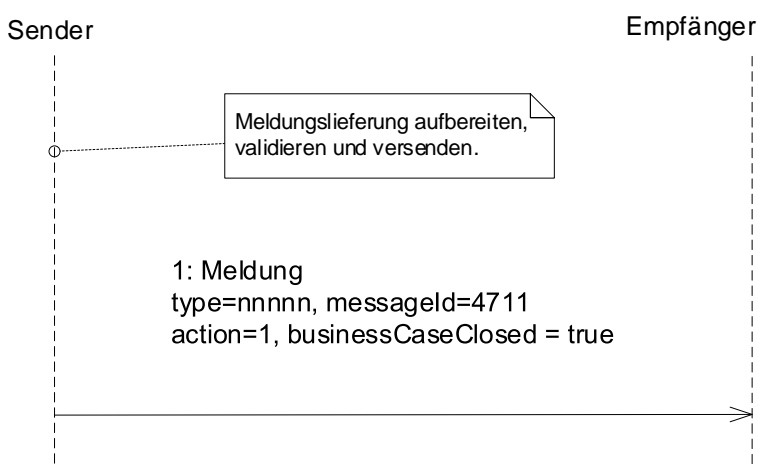 Sender
Empfänger
Meldungslieferung aufbereiten,
validieren und versenden.
1: Meldung
type=nnnnn, messageId=4711
action=1, businessCaseClosed = true